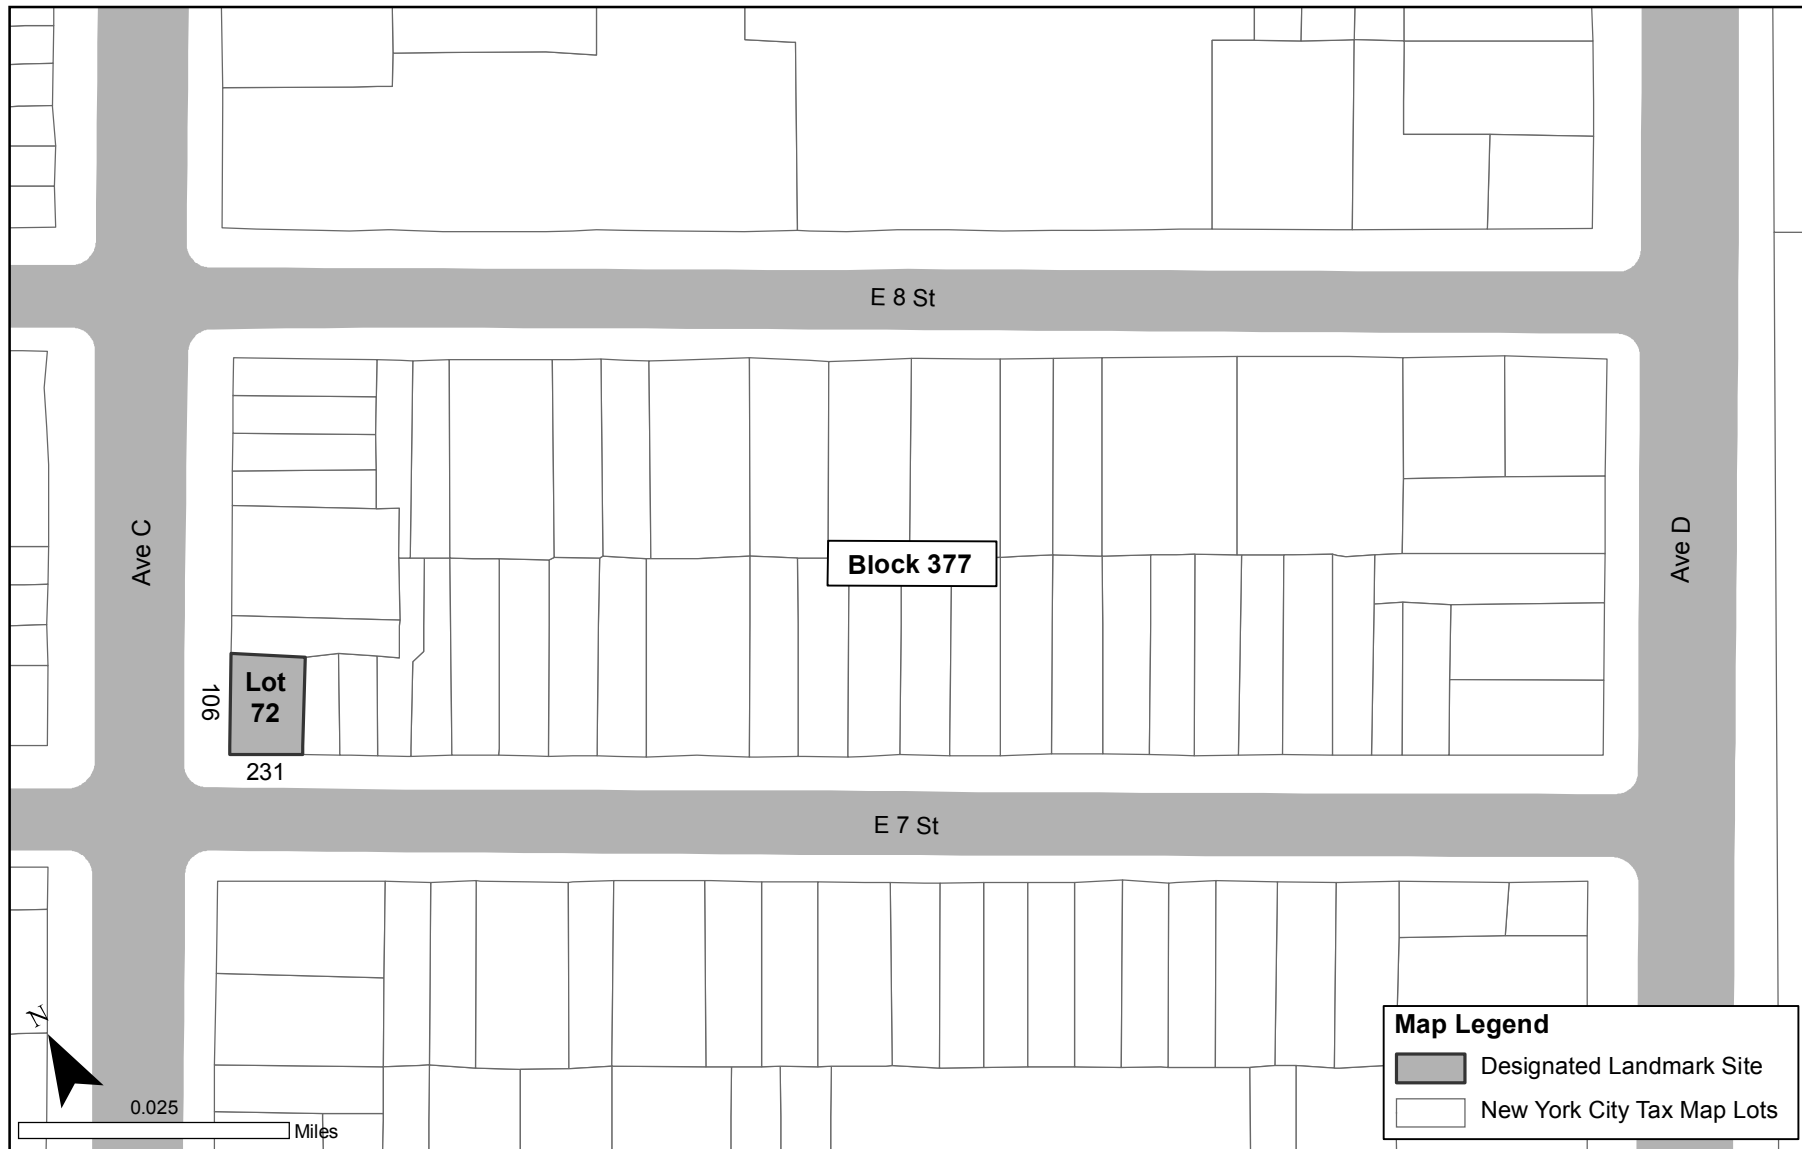 E 8 St
Ave C
Ave D
Block 377
Lot
72
106
231
E 7 St
N
0.025
Miles
Map Legend
Designated Landmark Site
New York City Tax Map Lots